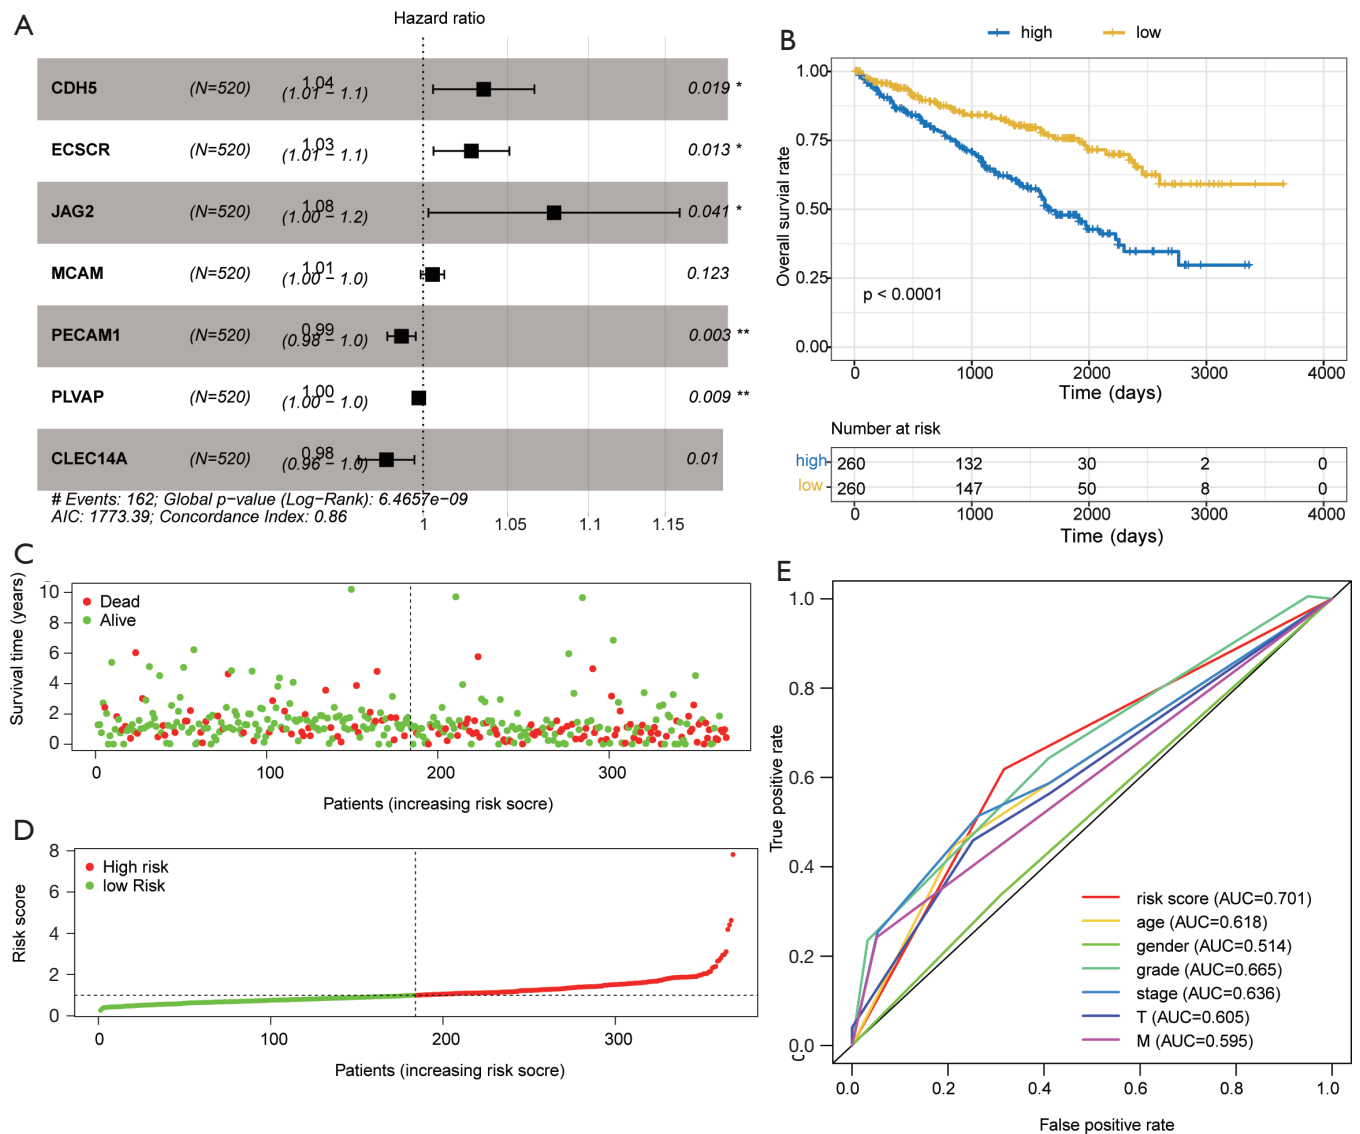 A
Hazard ratio
CDH5 (N=520) 1.04 (1.01 − 1.1) 0.019 *
ECSCR (N=520) 1.03 (1.01 − 1.1) 0.013 *
JAG2 (N=520) 1.08 (1.00 − 1.2) 0.041 *
MCAM (N=520) 1.01 (1.00 − 1.0) 0.123
PECAM1 (N=520) 0.99 (0.98 − 1.0) 0.003 **
PLVAP (N=520) 1.00 (1.00 − 1.0) 0.009 **
CLEC14A (N=520) 0.98 (0.96 − 1.0) 0.01
# Events: 162; Global p−value (Log−Rank): 6.4657e−09
AIC: 1773.39; Concordance Index: 0.86
1 1.05 1.1 1.15
B
high low
Overall survial rate
1.00
0.75
0.50
0.25
0.00
p < 0.0001
0 1000 2000 3000 4000
Time (days)
Number at risk
high 260 132 30 2 0
low 260 147 50 8 0
0 1000 2000 3000 4000
Time (days)
C
Survival time (years)
10
8
6
4
2
0
Dead
Alive
0 100 200 300
Patients (increasing risk socre)
D
Risk score
8
6
4
2
0
High risk
low Risk
0 100 200 300
Patients (increasing risk socre)
E
True positive rate
1.0
0.8
0.6
0.4
0.2
0.0
risk score (AUC=0.701)
age (AUC=0.618)
gender (AUC=0.514)
grade (AUC=0.665)
stage (AUC=0.636)
T (AUC=0.605)
M (AUC=0.595)
0.0 0.2 0.4 0.6 0.8 1.0
False positive rate